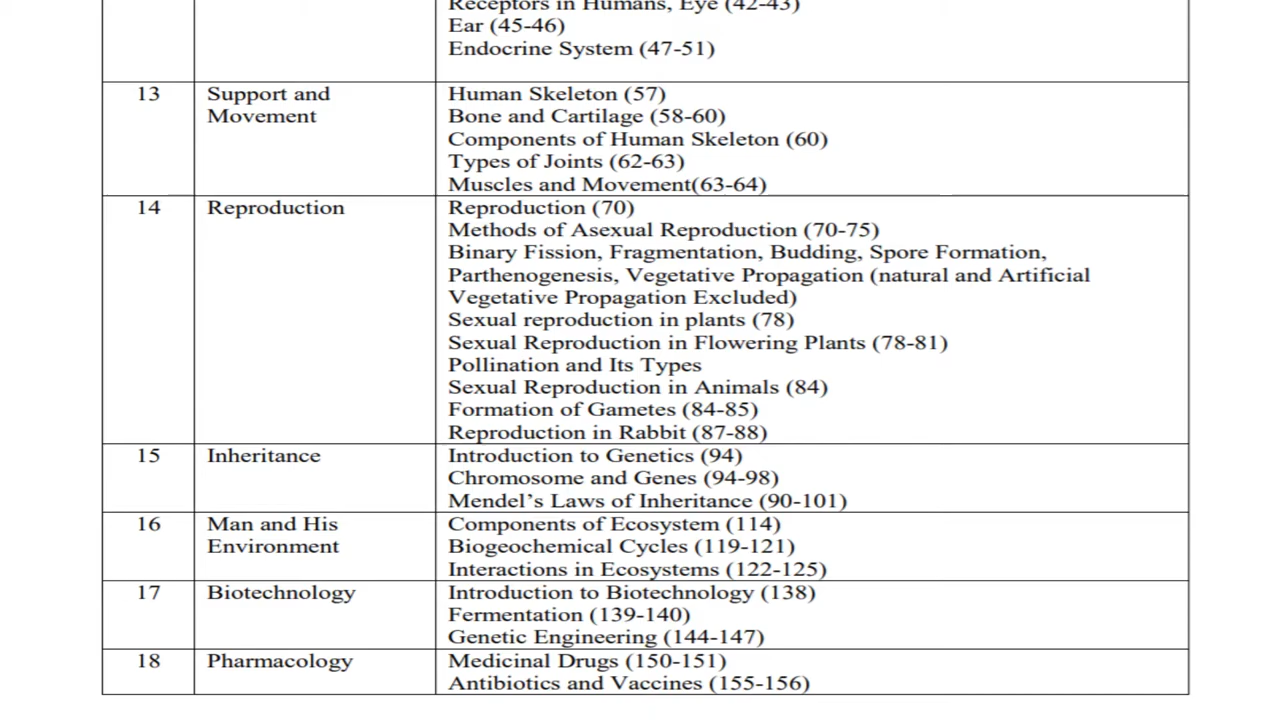 Receptors in Humans, Eye (42-43)
Ear (45-46)
Endocrine System (47-51)
13
Support and
Movement
Human Skeleton (57)
Bone and Cartilage (58-60)
Components of Human Skeleton (60)
Types of Joints (62-63)
Muscles and Movement(63-64)
14
Reproduction
Reproduction (70)
Methods of Asexual Reproduction (70-75)
Binary Fission, Fragmentation, Budding, Spore Formation,
Parthenogenesis, Vegetative Propagation (natural and Artificial
Vegetative Propagation Excluded)
Sexual reproduction in plants (78)
Sexual Reproduction in Flowering Plants (78-81)
Pollination and Its Types
Sexual Reproduction in Animals (84)
Formation of Gametes (84-85)
Reproduction in Rabbit (87-88)
15
Inheritance
Introduction to Genetics (94)
Chromosome and Genes (94-98)
Mendel’s Laws of Inheritance (90-101)
16
Man and His
Environment
Components of Ecosystem (114)
Biogeochemical Cycles (119-121)
Interactions in Ecosystems (122-125)
17
Biotechnology
Introduction to Biotechnology (138)
Fermentation (139-140)
Genetic Engineering (144-147)
18
Pharmacology
Medicinal Drugs (150-151)
Antibiotics and Vaccines (155-156)